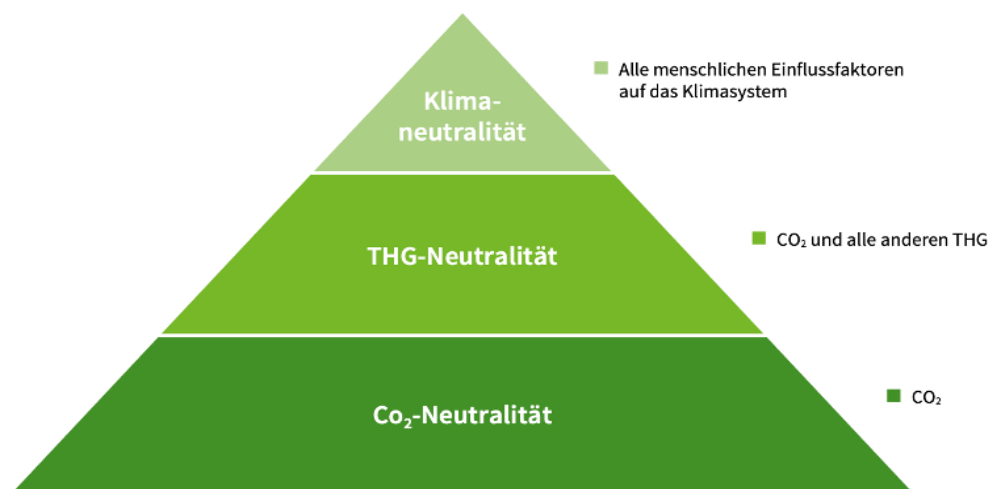 Klima-
neutralität
Alle menschlichen Einflussfaktoren
auf das Klimasystem
THG-Neutralität
CO₂ und alle anderen THG
Co₂-Neutralität
CO₂